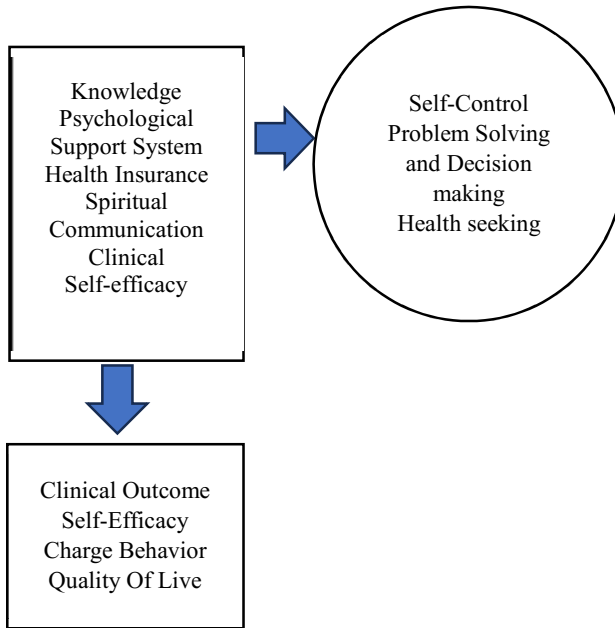 Knowledge
Psychological
Support System
Health Insurance
Spiritual
Communication
Clinical
Self-efficacy
Self-Control
Problem Solving
and Decision
making
Health seeking
Clinical Outcome
Self-Efficacy
Charge Behavior
Quality Of Live